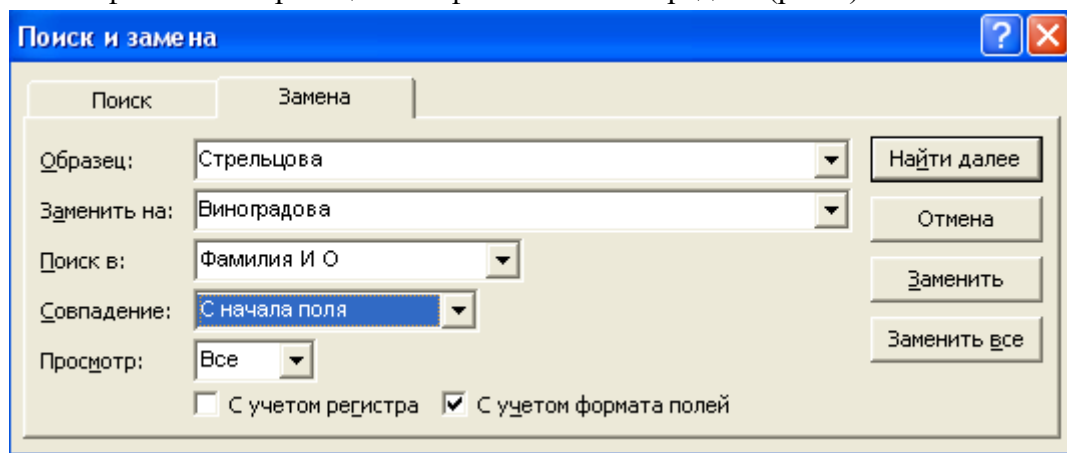 Поиск и замена
Поиск Замена
Образец: Стрельцова Найти далее
Заменить на: Виноградова Отмена
Поиск в: Фамилия И О
Заменить
Совпадение: С начала поля
Заменить все
Просмотр: Все
С учетом регистра С учетом формата полей